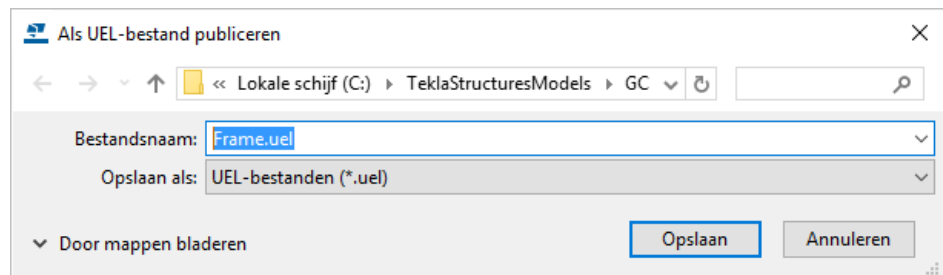 Als UEL-bestand publiceren
« Lokale schijf (C:) › TeklaStructuresModels › GC
Bestandsnaam: Frame.uel
Opslaan als: UEL-bestanden (*.uel)
Door mappen bladeren Opslaan Annuleren